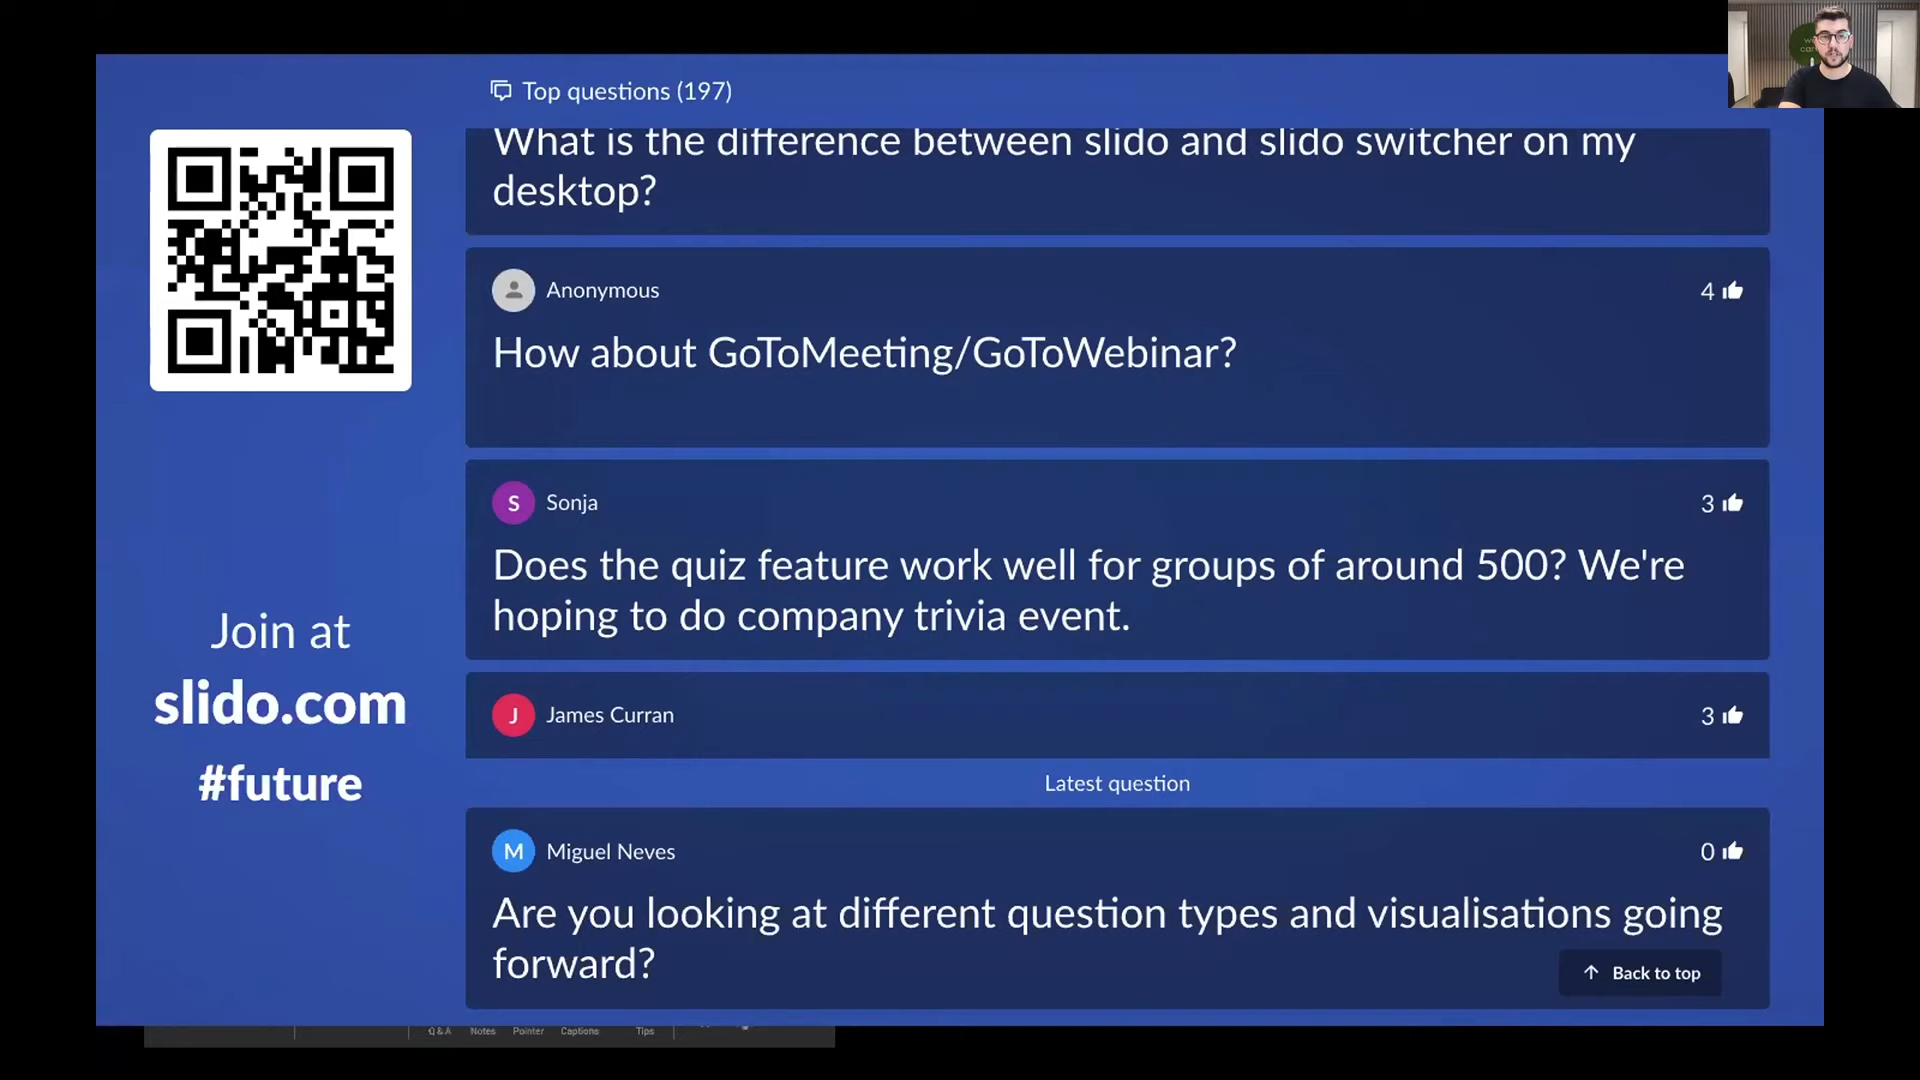 Top questions (197)
What is the difference between slido and slido switcher on my
desktop?
Anonymous
4
How about GoToMeeting/GoToWebinar?
S
Sonja
3
Does the quiz feature work well for groups of around 500? We're
hoping to do company trivia event.
J
James Curran
3
Latest question
M
Miguel Neves
0
Are you looking at different question types and visualisations going
forward?
Back to top
Join at
slido.com
#future
Q&A Notes Pointer Captions Tips